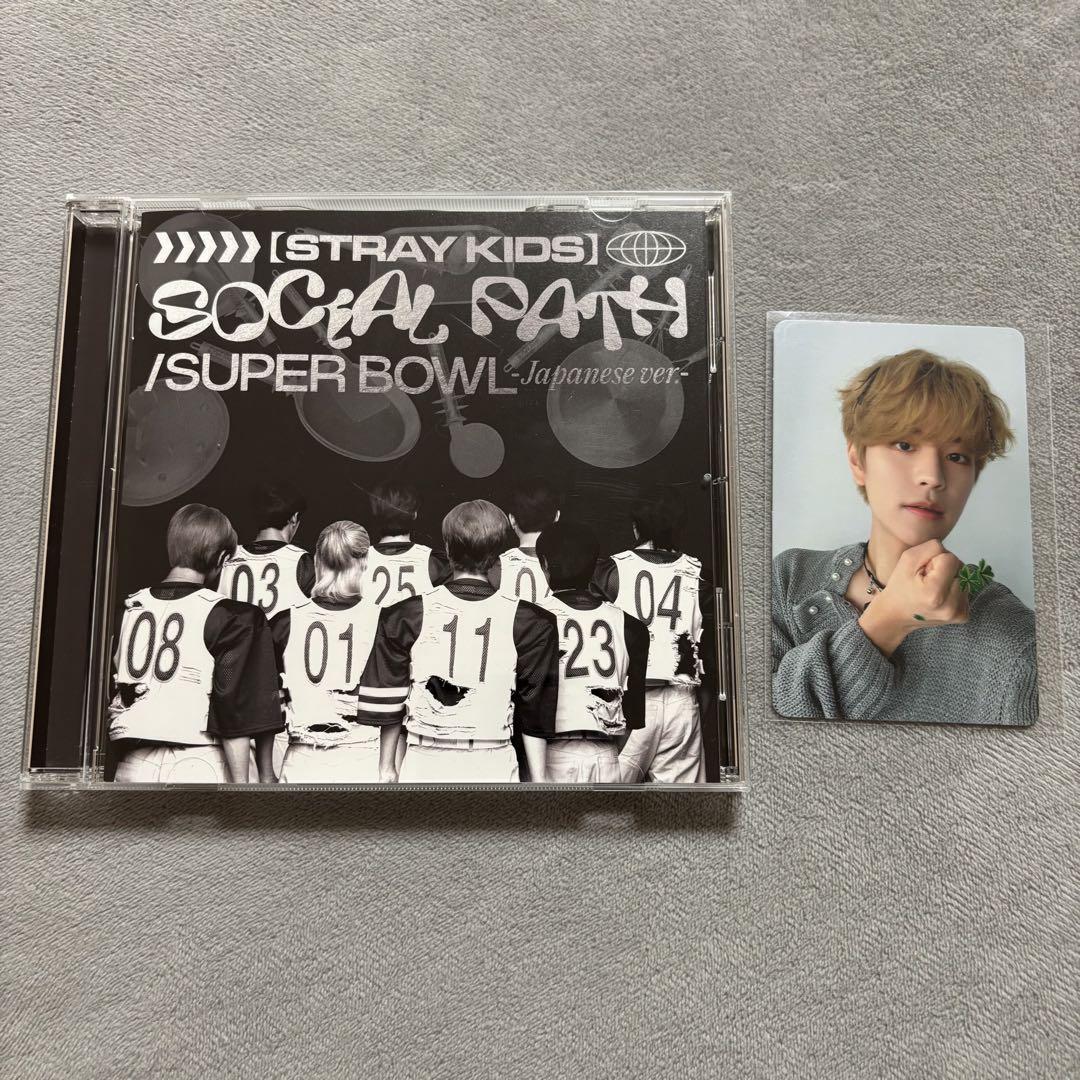 【STRAY KIDS】
SOCiAL PATH
/SUPER BOWL -Japanese ver.-
03
25
0
04
08
01
11
23